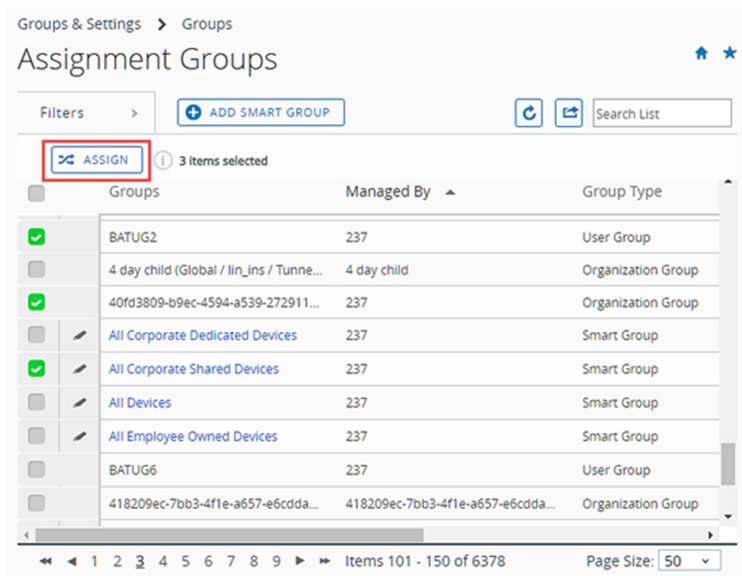 Groups & Settings > Groups
Assignment Groups
Filters > ADD SMART GROUP Search List
ASSIGN i 3 items selected
Groups Managed By Group Type
BATUG2 237 User Group
4 day child (Global / lin_ins / Tunne... 4 day child Organization Group
40fd3809-b9ec-4594-a539-272911... 237 Organization Group
All Corporate Dedicated Devices 237 Smart Group
All Corporate Shared Devices 237 Smart Group
All Devices 237 Smart Group
All Employee Owned Devices 237 Smart Group
BATUG6 237 User Group
418209ec-7bb3-4f1e-a657-e6cdda... 418209ec-7bb3-4f1e-a657-e6cdda... Organization Group
1 2 3 4 5 6 7 8 9 Items 101 - 150 of 6378 Page Size: 50